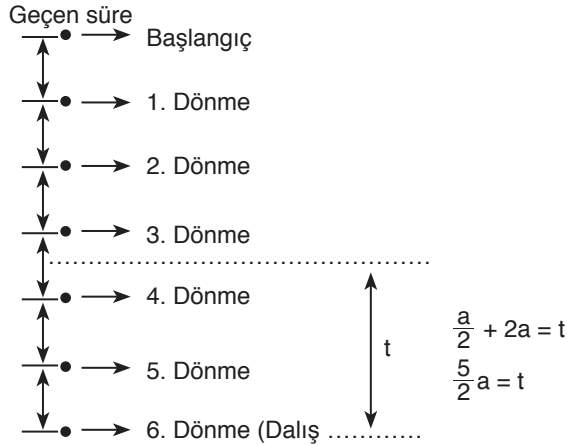 Geçen süre
Başlangıç
1. Dönme
2. Dönme
3. Dönme
4. Dönme
5. Dönme
6. Dönme (Dalış ............
t
a/2 + 2a = t
5/2 a = t